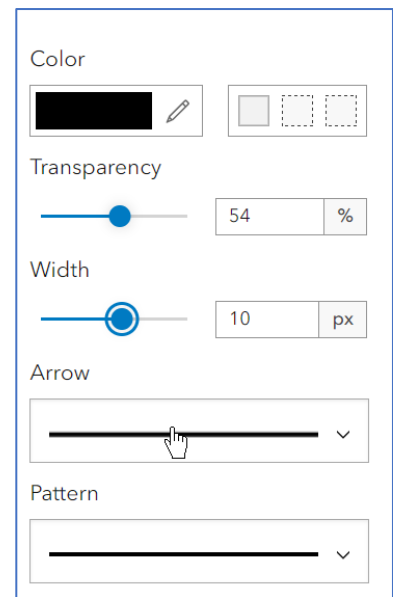 Color
Transparency
54 %
Width
10 px
Arrow
Pattern